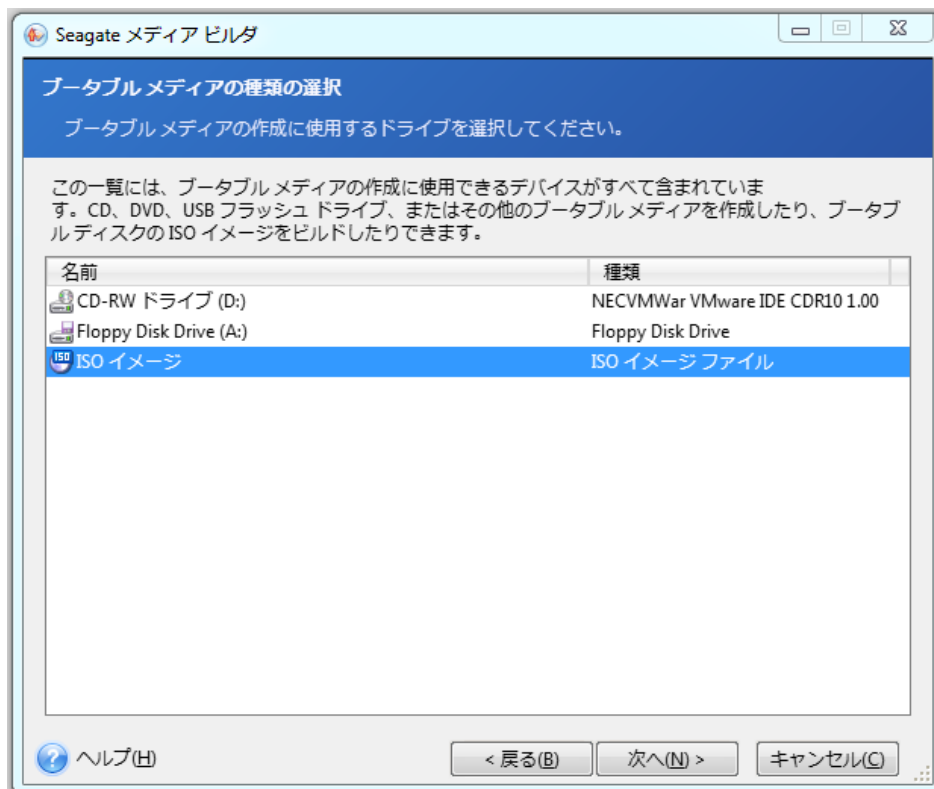 Seagate メディア ビルダ
ブータブル メディアの種類の選択
ブータブル メディアの作成に使用するドライブを選択してください。
この一覧には、ブータブル メディアの作成に使用できるデバイスがすべて含まれていま
す。CD、DVD、USB フラッシュ ドライブ、またはその他のブータブル メディアを作成したり、ブータブ
ル ディスクの ISO イメージをビルドしたりできます。
名前 種類
CD-RW ドライブ (D:) NECVMWar VMware IDE CDR10 1.00
Floppy Disk Drive (A:) Floppy Disk Drive
ISO ISO イメージ ISO イメージ ファイル
ヘルプ(H) < 戻る(B) 次へ(N) > キャンセル(C)